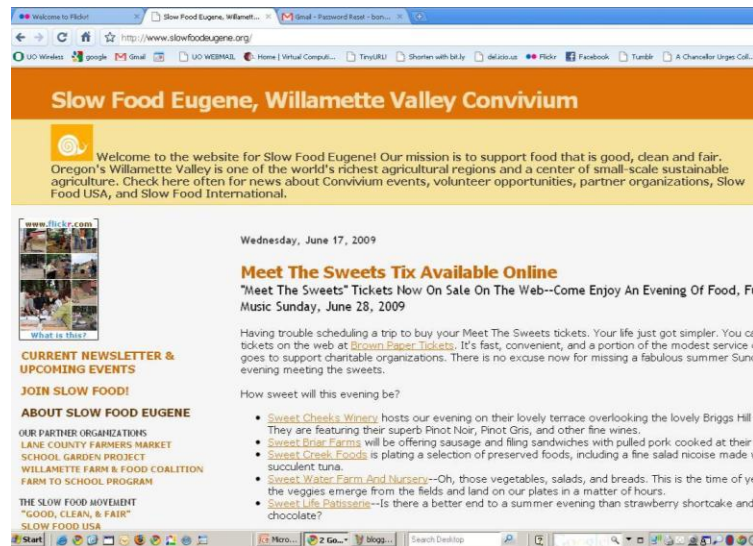 Welcome to Flickr!
Slow Food Eugene, Willamett...
Gmail - Password Reset - bon...
http://www.slowfoodeugene.org/
UO Wireless google Gmail UO WEBMAIL Home | Virtual Computi... TinyURL! Shorten with bit.ly del.icio.us Flickr Facebook Tumblr A Chancellor Urges Coll...
Slow Food Eugene, Willamette Valley Convivium
Welcome to the website for Slow Food Eugene! Our mission is to support food that is good, clean and fair.
Oregon's Willamette Valley is one of the world's richest agricultural regions and a center of small-scale sustainable
agriculture. Check here often for news about Convivium events, volunteer opportunities, partner organizations, Slow
Food USA, and Slow Food International.
www.flickr.com
What is this?
CURRENT NEWSLETTER &
UPCOMING EVENTS
JOIN SLOW FOOD!
ABOUT SLOW FOOD EUGENE
OUR PARTNER ORGANIZATIONS
LANE COUNTY FARMERS MARKET
SCHOOL GARDEN PROJECT
WILLAMETTE FARM & FOOD COALITION
FARM TO SCHOOL PROGRAM
THE SLOW FOOD MOVEMENT
"GOOD, CLEAN, & FAIR"
SLOW FOOD USA
Wednesday, June 17, 2009
Meet The Sweets Tix Available Online
"Meet The Sweets" Tickets Now On Sale On The Web--Come Enjoy An Evening Of Food, F
Music Sunday, June 28, 2009
Having trouble scheduling a trip to buy your Meet The Sweets tickets. Your life just got simpler. You ca
tickets on the web at Brown Paper Tickets. It's fast, convenient, and a portion of the modest service
goes to support charitable organizations. There is no excuse now for missing a fabulous summer Sun
evening meeting the sweets.
How sweet will this evening be?
Sweet Cheeks Winery hosts our evening on their lovely terrace overlooking the lovely Briggs Hill
They are featuring their superb Pinot Noir, Pinot Gris, and other fine wines.
Sweet Briar Farms will be offering sausage and filing sandwiches with pulled pork cooked at their
Sweet Creek Foods is plating a selection of preserved foods, including a fine salad nicoise made
succulent tuna.
Sweet Water Farm And Nursery--Oh, those vegetables, salads, and breads. This is the time of ye
the veggies emerge from the fields and land on our plates in a matter of hours.
Sweet Life Patisserie--Is there a better end to a summer evening than strawberry shortcake and
chocolate?
Start Micro... 2 Go... blogg... Search Desktop